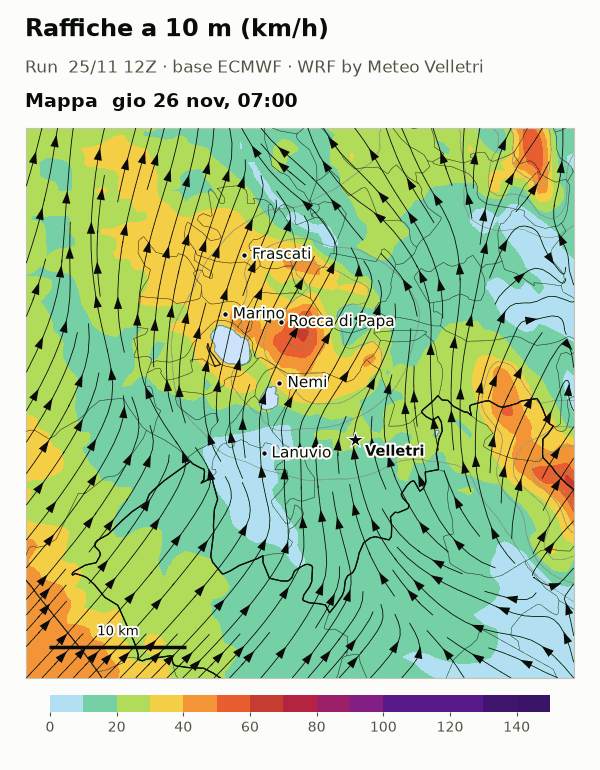 Raffiche a 10 m (km/h)
Run  25/11 12Z · base ECMWF · WRF by Meteo Velletri
Mappa  gio 26 nov, 07:00
Frascati
Marino
Rocca di Papa
Nemi
Velletri
Lanuvio
10 km
0 20 40 60 80 100 120 140